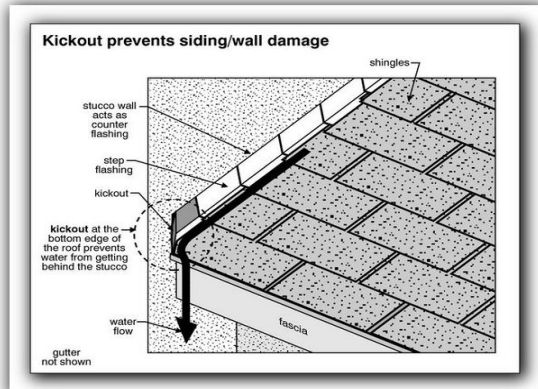 Kickout prevents siding/wall damage
shingles
stucco wall
acts as
counter
flashing
step
flashing
kickout
kickout at the
bottom edge of
the roof prevents
water from getting
behind the stucco
water
flow
fascia
gutter
not shown